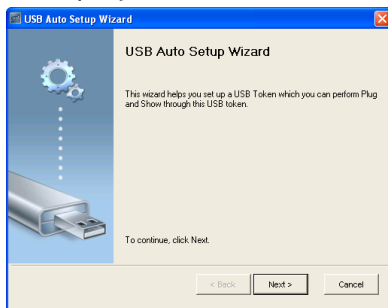 USB Auto Setup Wizard
USB Auto Setup Wizard
This wizard helps you set up a USB Token which you can perform Plug
and Show through this USB token.
To continue, click Next.
< Back
Next >
Cancel